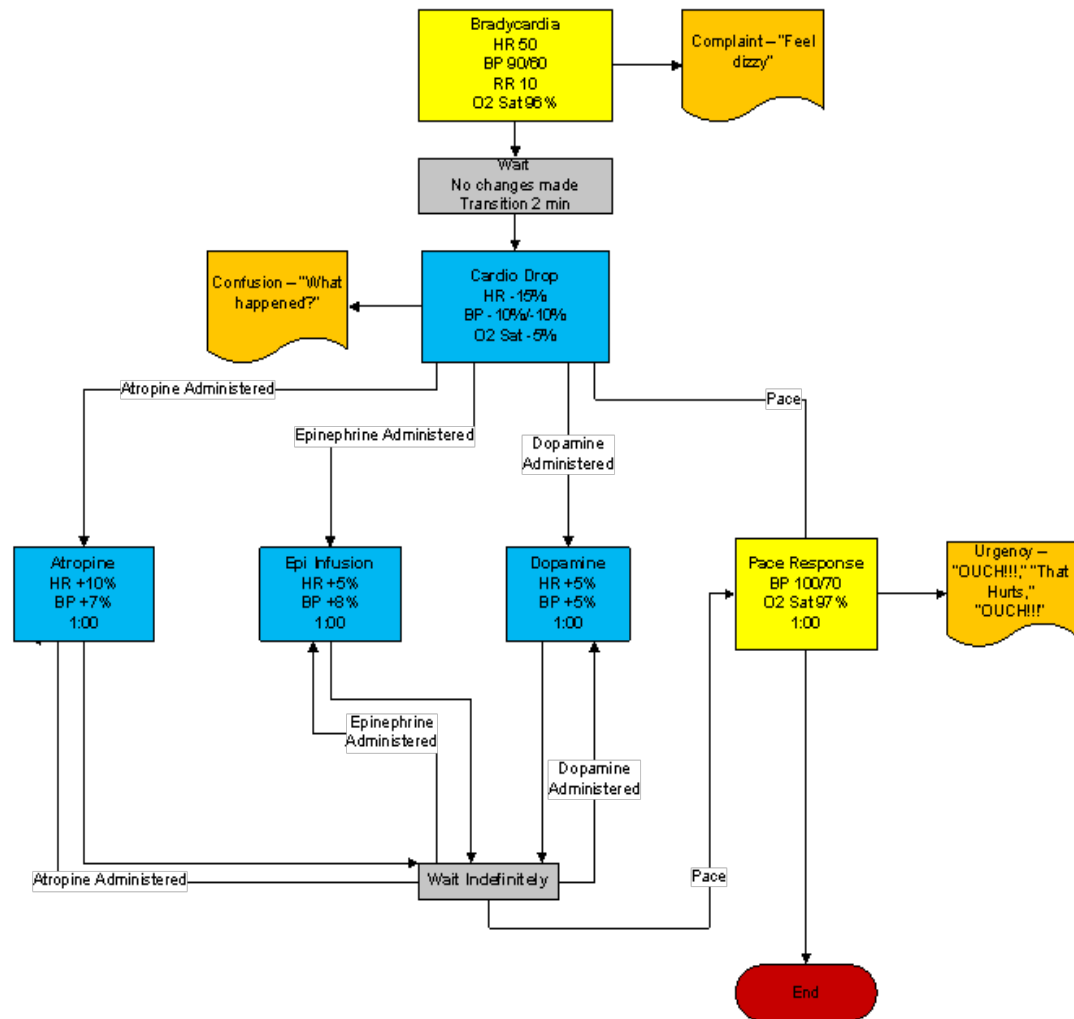 Bradycardia
HR 50
BP 90/60
RR 10
O2 Sat 96%
Complaint – "Feel
dizzy"
Wait
No changes made
Transition 2 min
Cardio Drop
HR -15%
BP -10%/-10%
O2 Sat -5%
Confusion – "What
happened?"
Atropine Administered
Epinephrine Administered
Dopamine
Administered
Pace
Atropine
HR +10%
BP +7%
1:00
Epi Infusion
HR +5%
BP +8%
1:00
Dopamine
HR +5%
BP +5%
1:00
Pace Response
BP 100/70
O2 Sat 97%
1:00
Urgency –
"OUCH!!!," "That
Hurts,"
"OUCH!!!"
Epinephrine
Administered
Dopamine
Administered
Atropine Administered
Wait Indefinitely
Pace
End